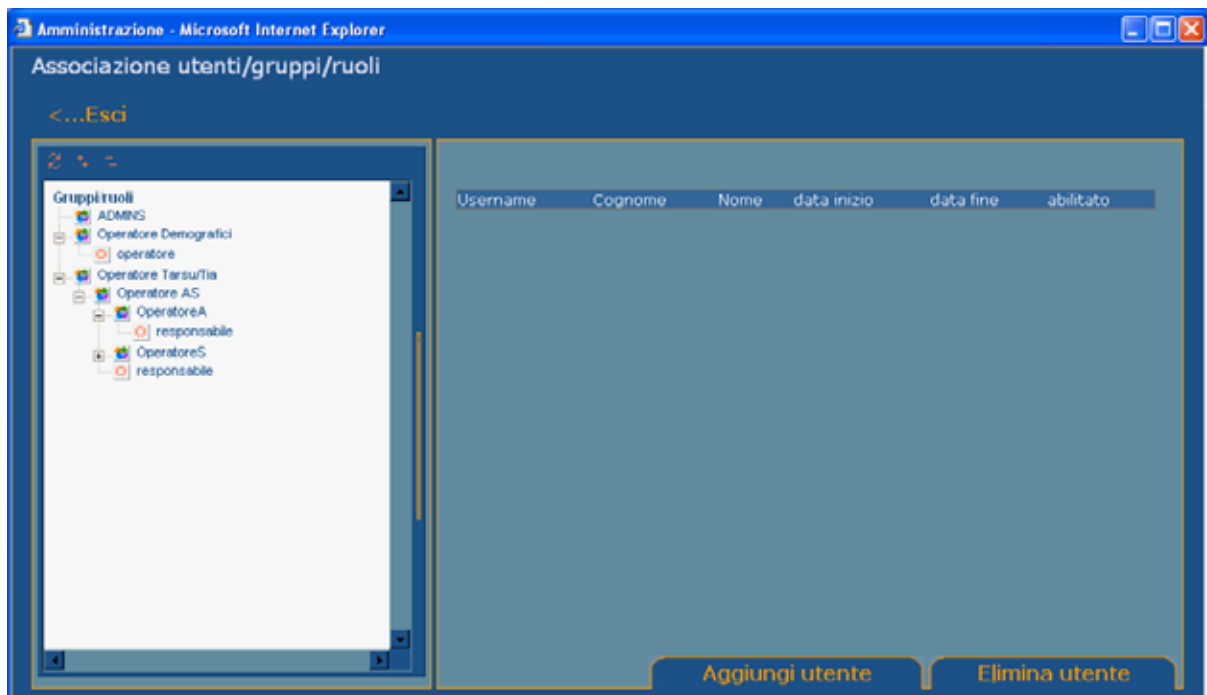 Amministrazione - Microsoft Internet Explorer
Associazione utenti/gruppi/ruoli
<...Esci
Gruppi/ruoli
ADMINS
Operatore Demografici
operatore
Operatore Tarsu/Tia
Operatore AS
OperatoreA
responsabile
OperatoreS
responsabile
Username Cognome Nome data inizio data fine abilitato
Aggiungi utente Elimina utente